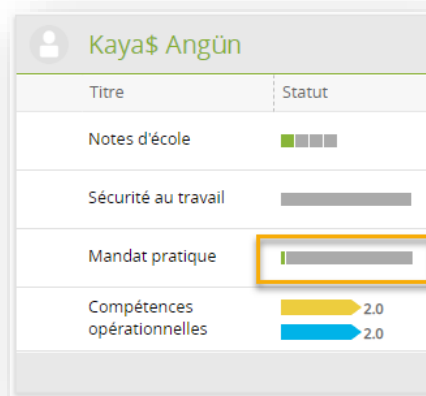 Kaya$ Angün
Titre Statut
Notes d'école
Sécurité au travail
Mandat pratique
Compétences
opérationnelles
2.0
2.0